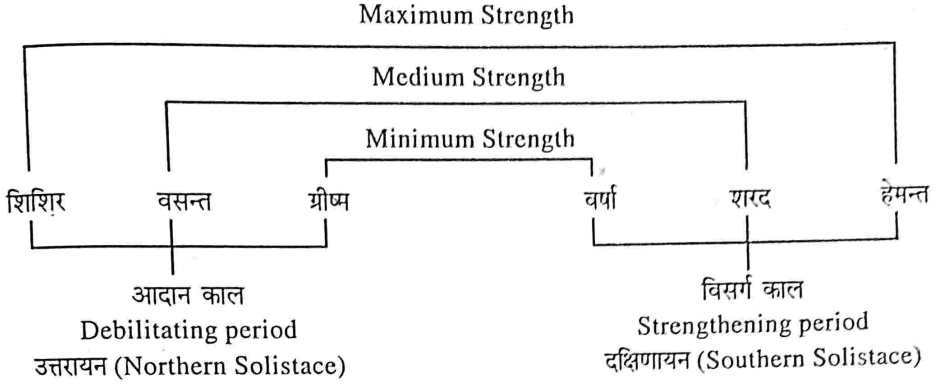 Maximum Strength
Medium Strength
Minimum Strength
शिशिर वसन्त ग्रीष्म वर्षा शरद हेमन्त
आदान काल
Debilitating period
उत्तरायन (Northern Solistace)
विसर्ग काल
Strengthening period
दक्षिणायन (Southern Solistace)